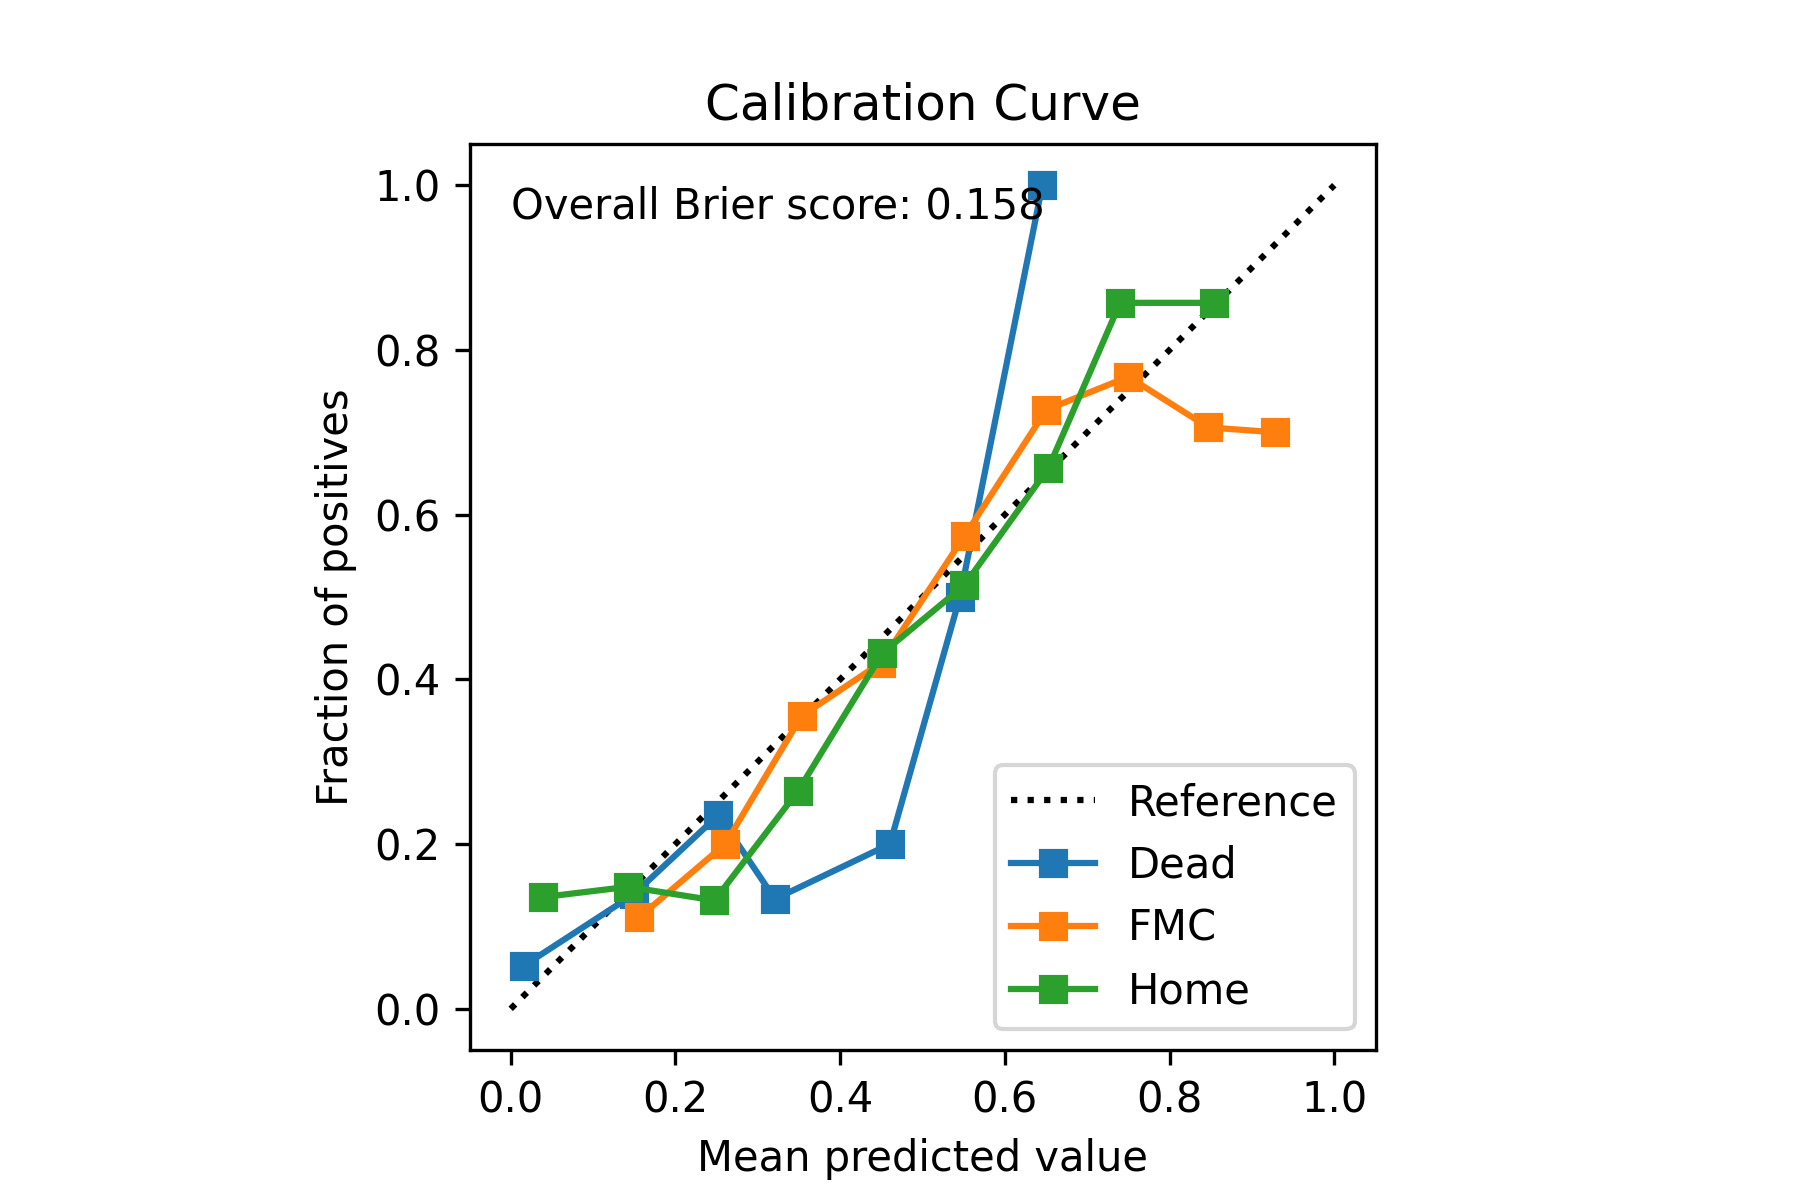 Calibration Curve
Overall Brier score: 0.158
1.0
0.8
0.6
0.4
0.2
0.0
Fraction of positives
Reference
Dead
FMC
Home
0.0 0.2 0.4 0.6 0.8 1.0
Mean predicted value